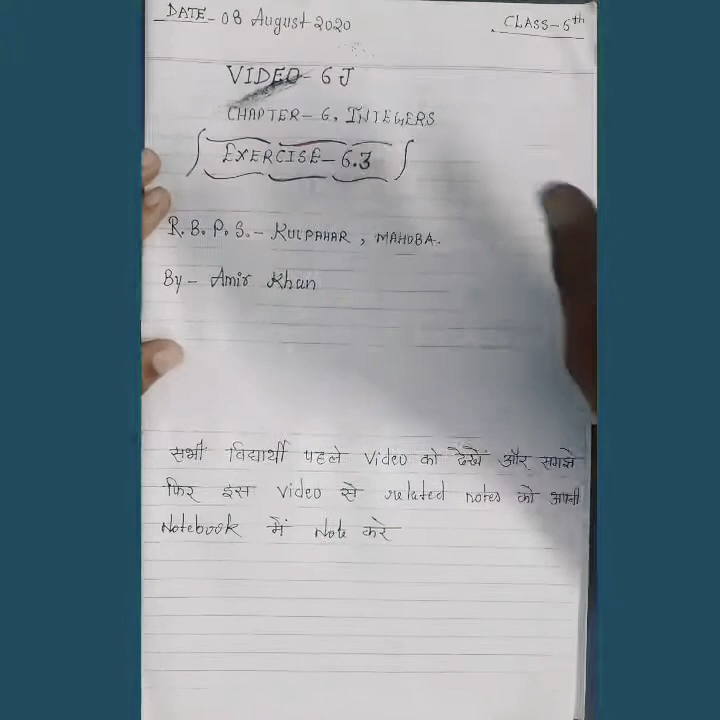 DATE - 08 August 2020
CLASS - 6th
VIDEO - 6 J
CHAPTER - 6. INTEGERS
EXERCISE - 6.3
R. B. P. S. - KULPAHAR, MAHOBA.
By - Amir Khan
सभी विद्यार्थी पहले Video को देखें और समझे
फिर इस video से related notes को अपनी
Notebook में Note करे